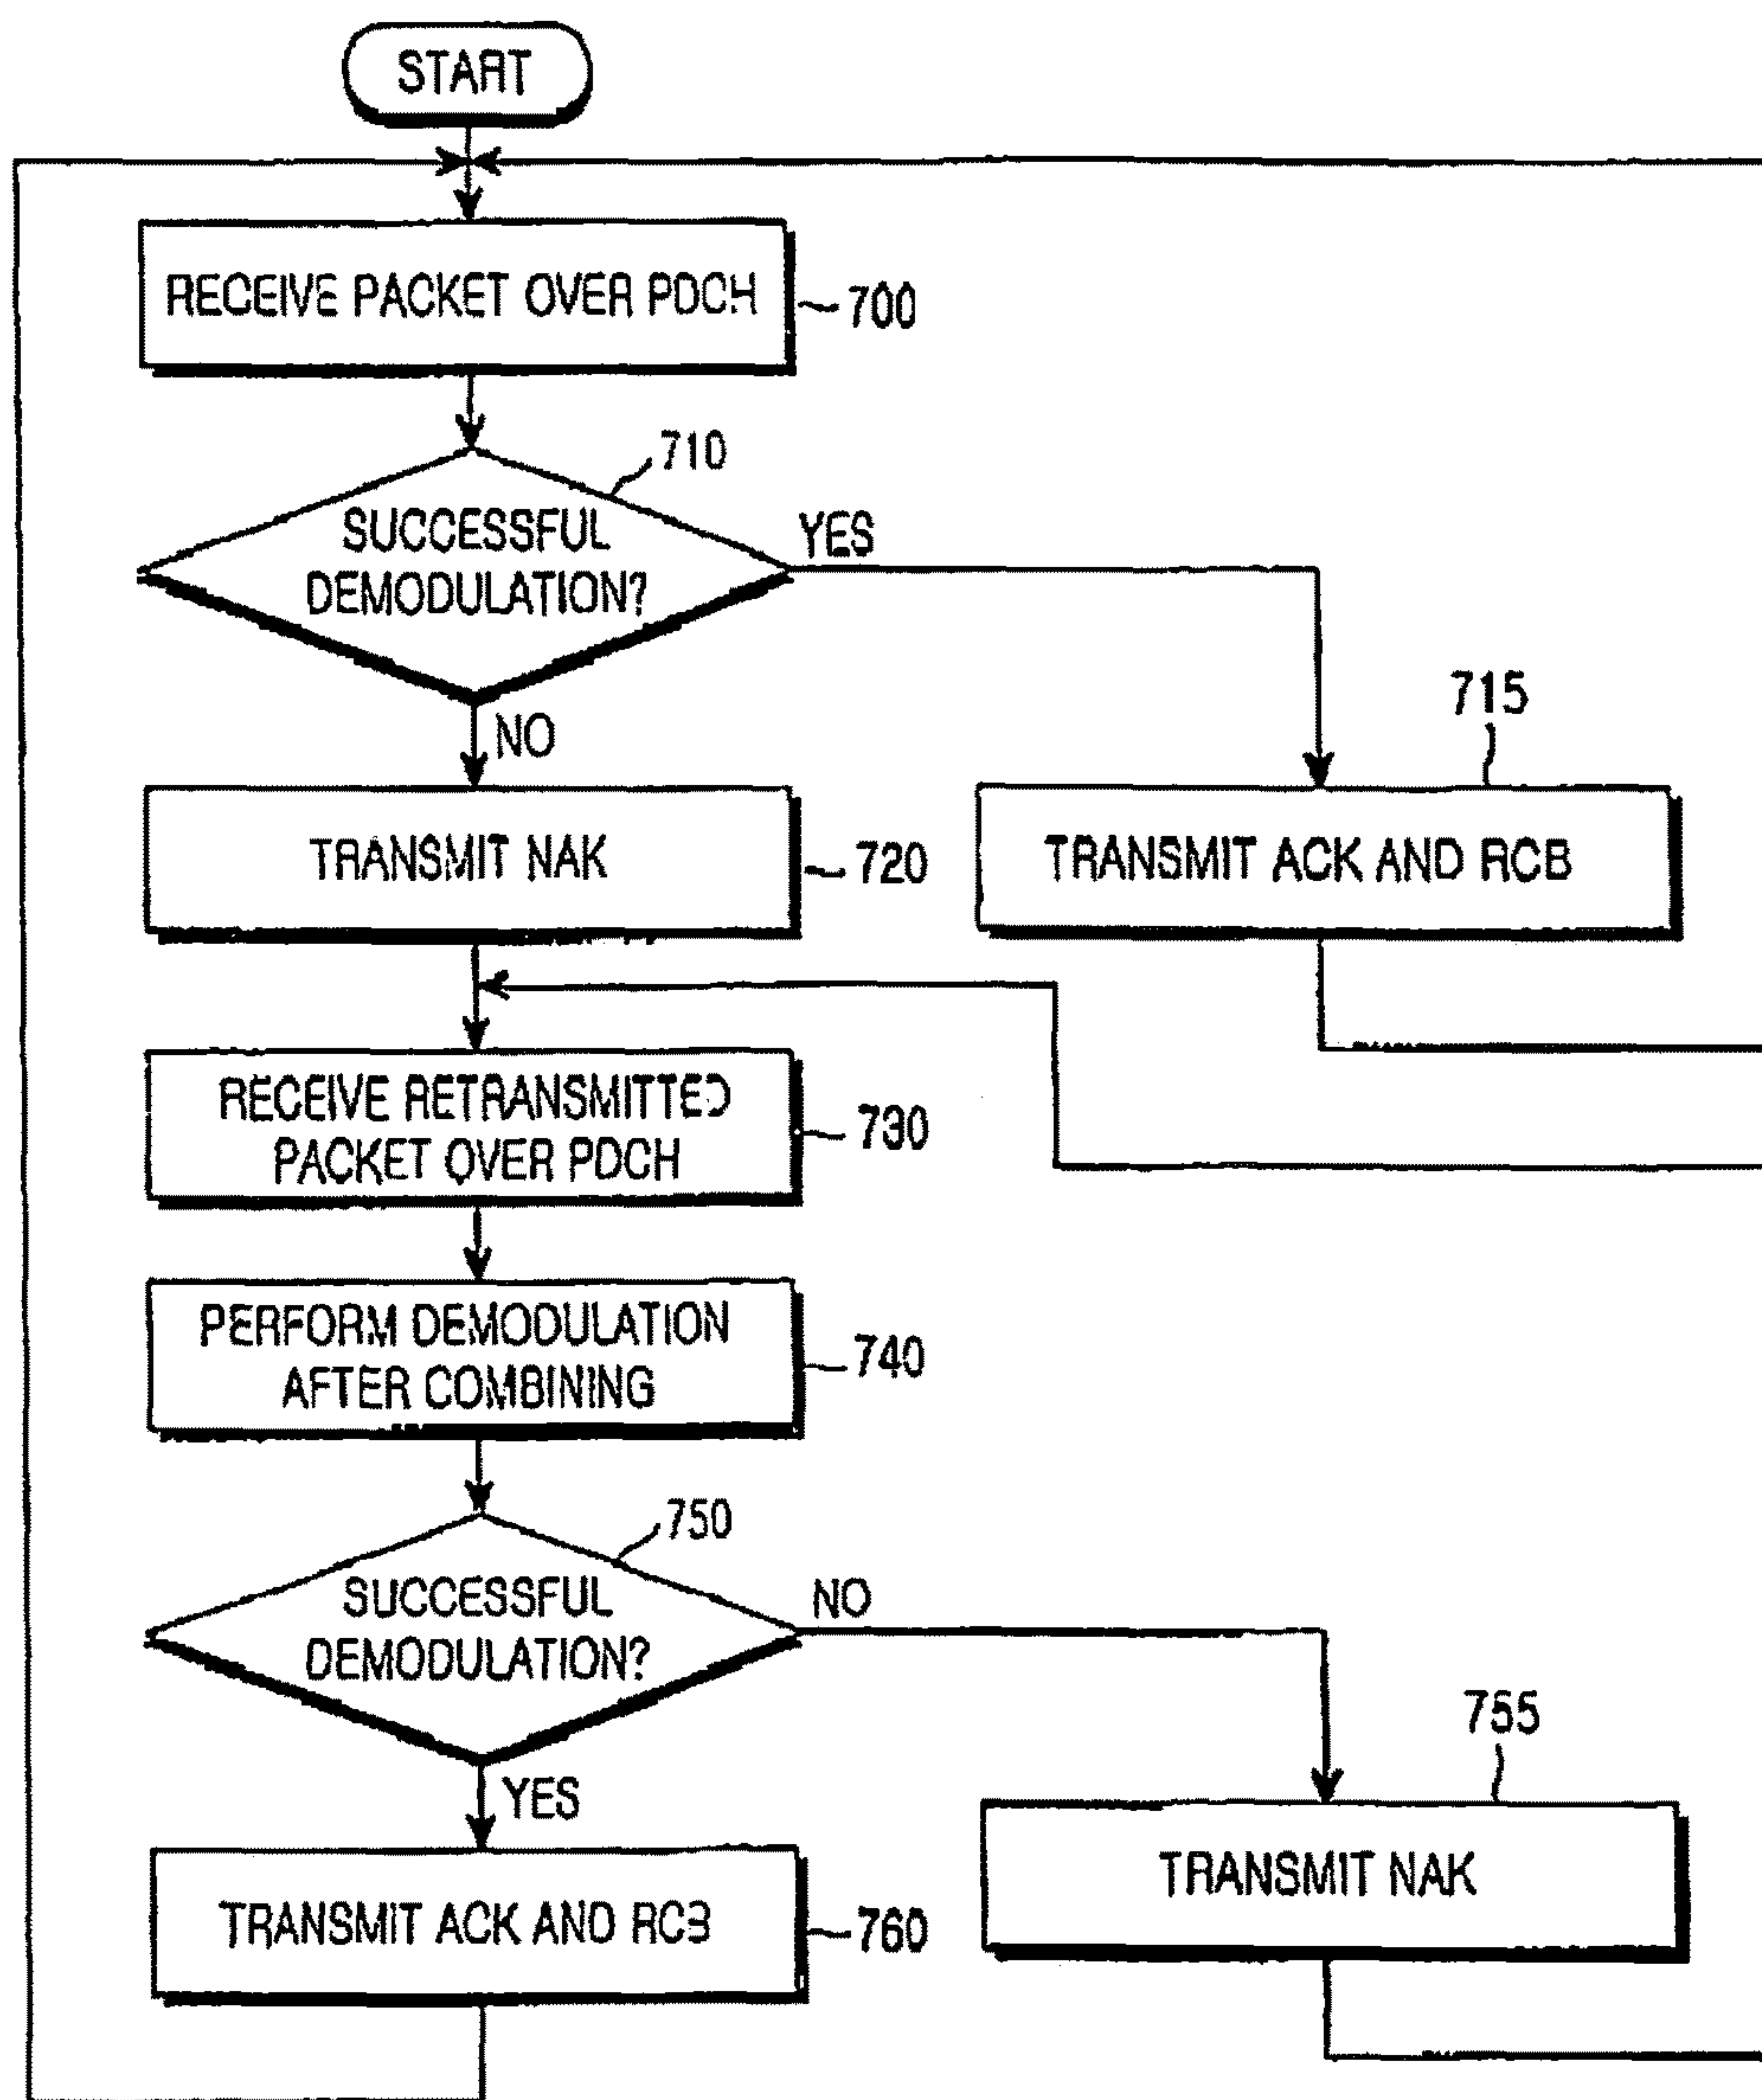 START
RECEIVE PACKET OVER PDCH
700
710
SUCCESSFUL
DEMODULATION?
YES
NO
715
TRANSMIT NAK
720
TRANSMIT ACK AND RCB
RECEIVE RETRANSMITTED
PACKET OVER PDCH
730
PERFORM DEMODULATION
AFTER COMBINING
740
750
SUCCESSFUL
DEMODULATION?
NO
YES
755
TRANSMIT NAK
TRANSMIT ACK AND RCB
760